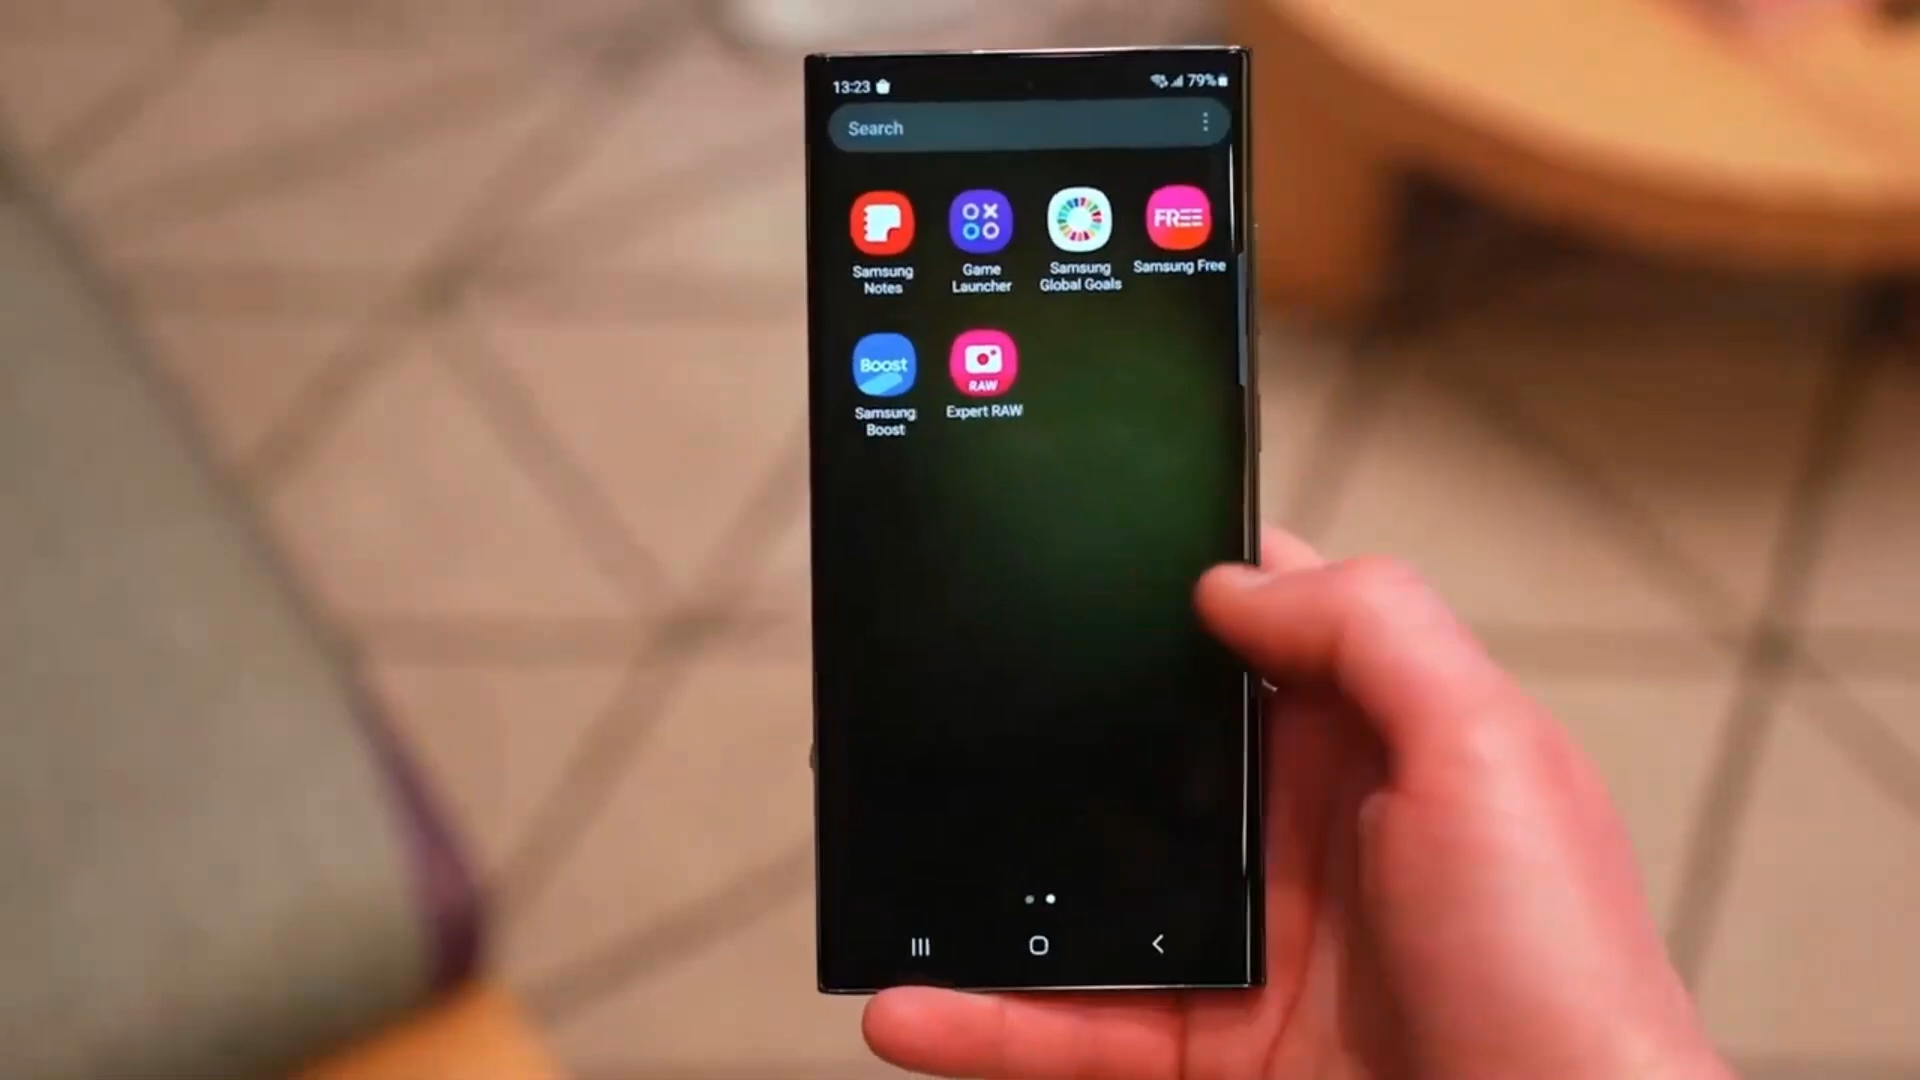 13:23
79%
Search
FREE
Samsung
Notes
Game
Launcher
Samsung
Global Goals
Samsung Free
Boost
RAW
Samsung
Boost
Expert RAW